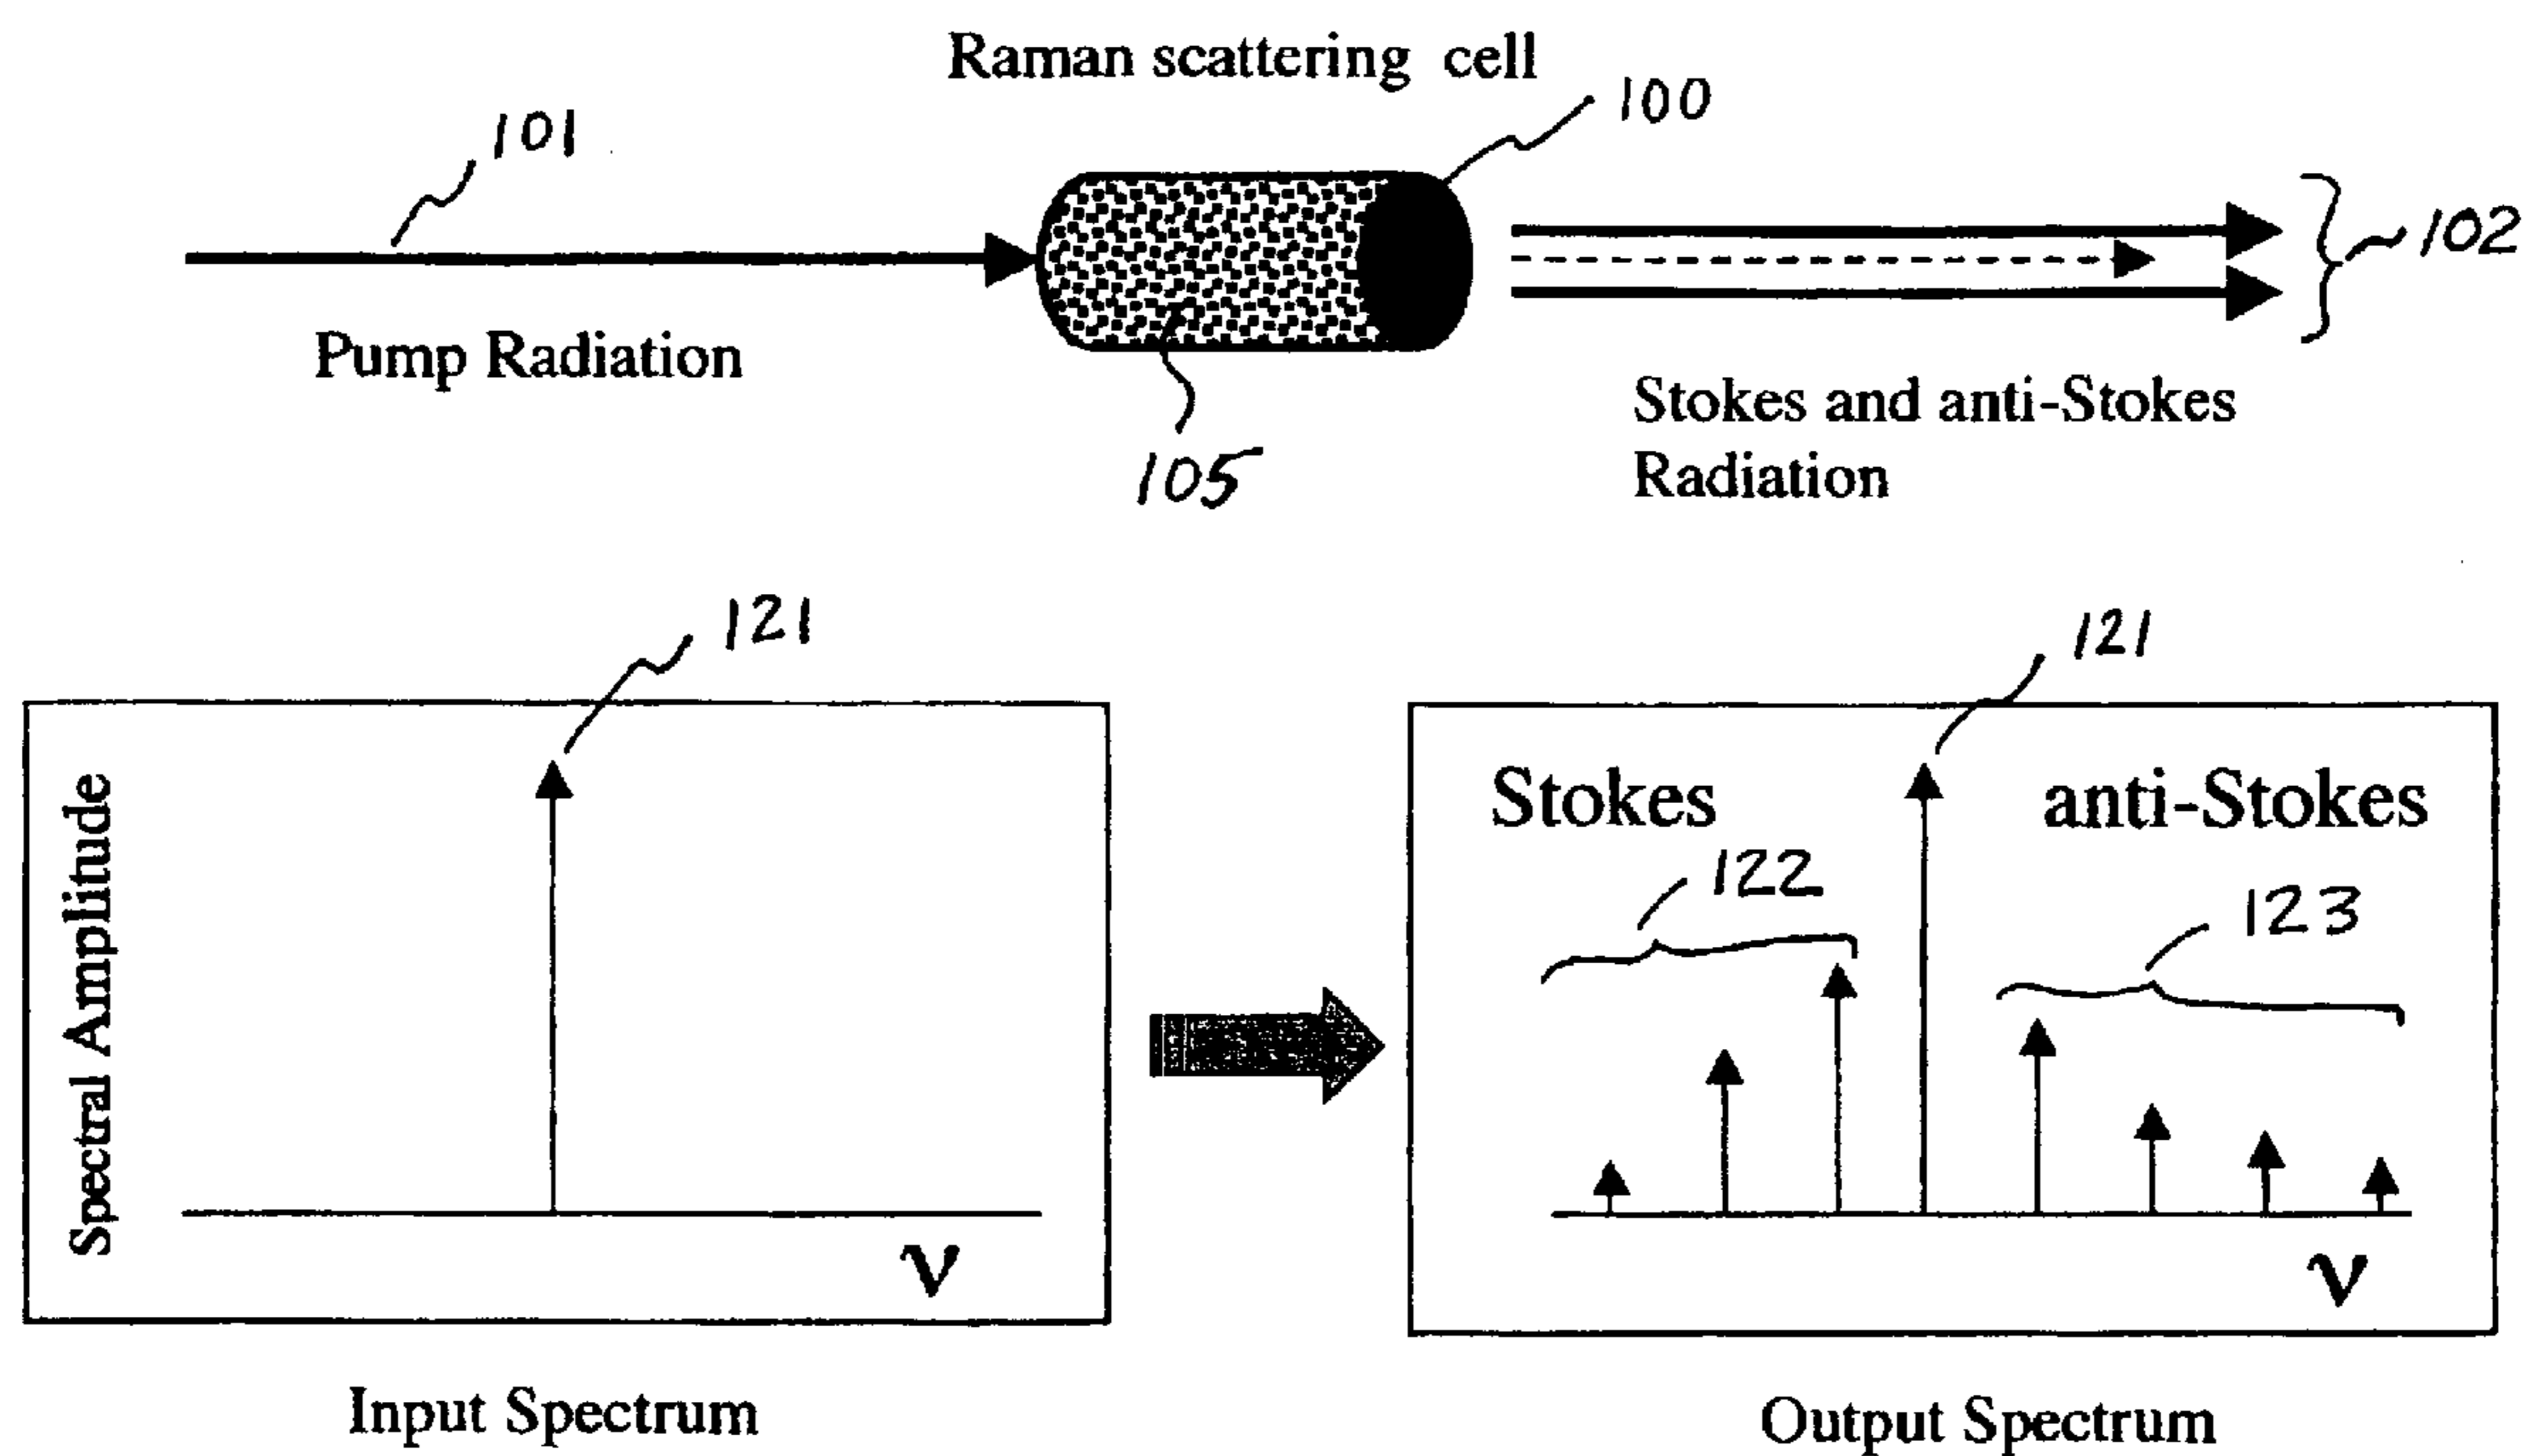 Raman scattering cell
100
101
102
Pump Radiation
105
Stokes and anti-Stokes
Radiation
121
121
Spectral Amplitude
Stokes
anti-Stokes
122
123
ν
ν
Input Spectrum
Output Spectrum